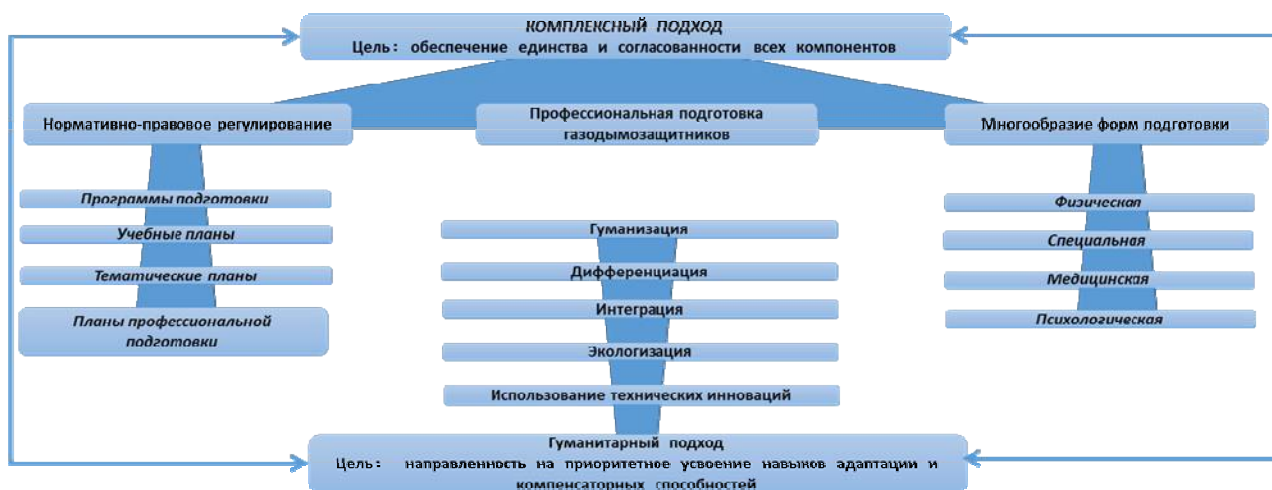 КОМПЛЕКСНЫЙ ПОДХОД
Цель: обеспечение единства и согласованности всех компонентов
Нормативно-правовое регулирование
Профессиональная подготовка
газодымозащитников
Многообразие форм подготовки
Программы подготовки
Учебные планы
Тематические планы
Планы профессиональной
подготовки
Гуманизация
Дифференциация
Интеграция
Экологизация
Использование технических инноваций
Физическая
Специальная
Медицинская
Психологическая
Гуманитарный подход
Цель: направленность на приоритетное усвоение навыков адаптации и
компенсаторных способностей